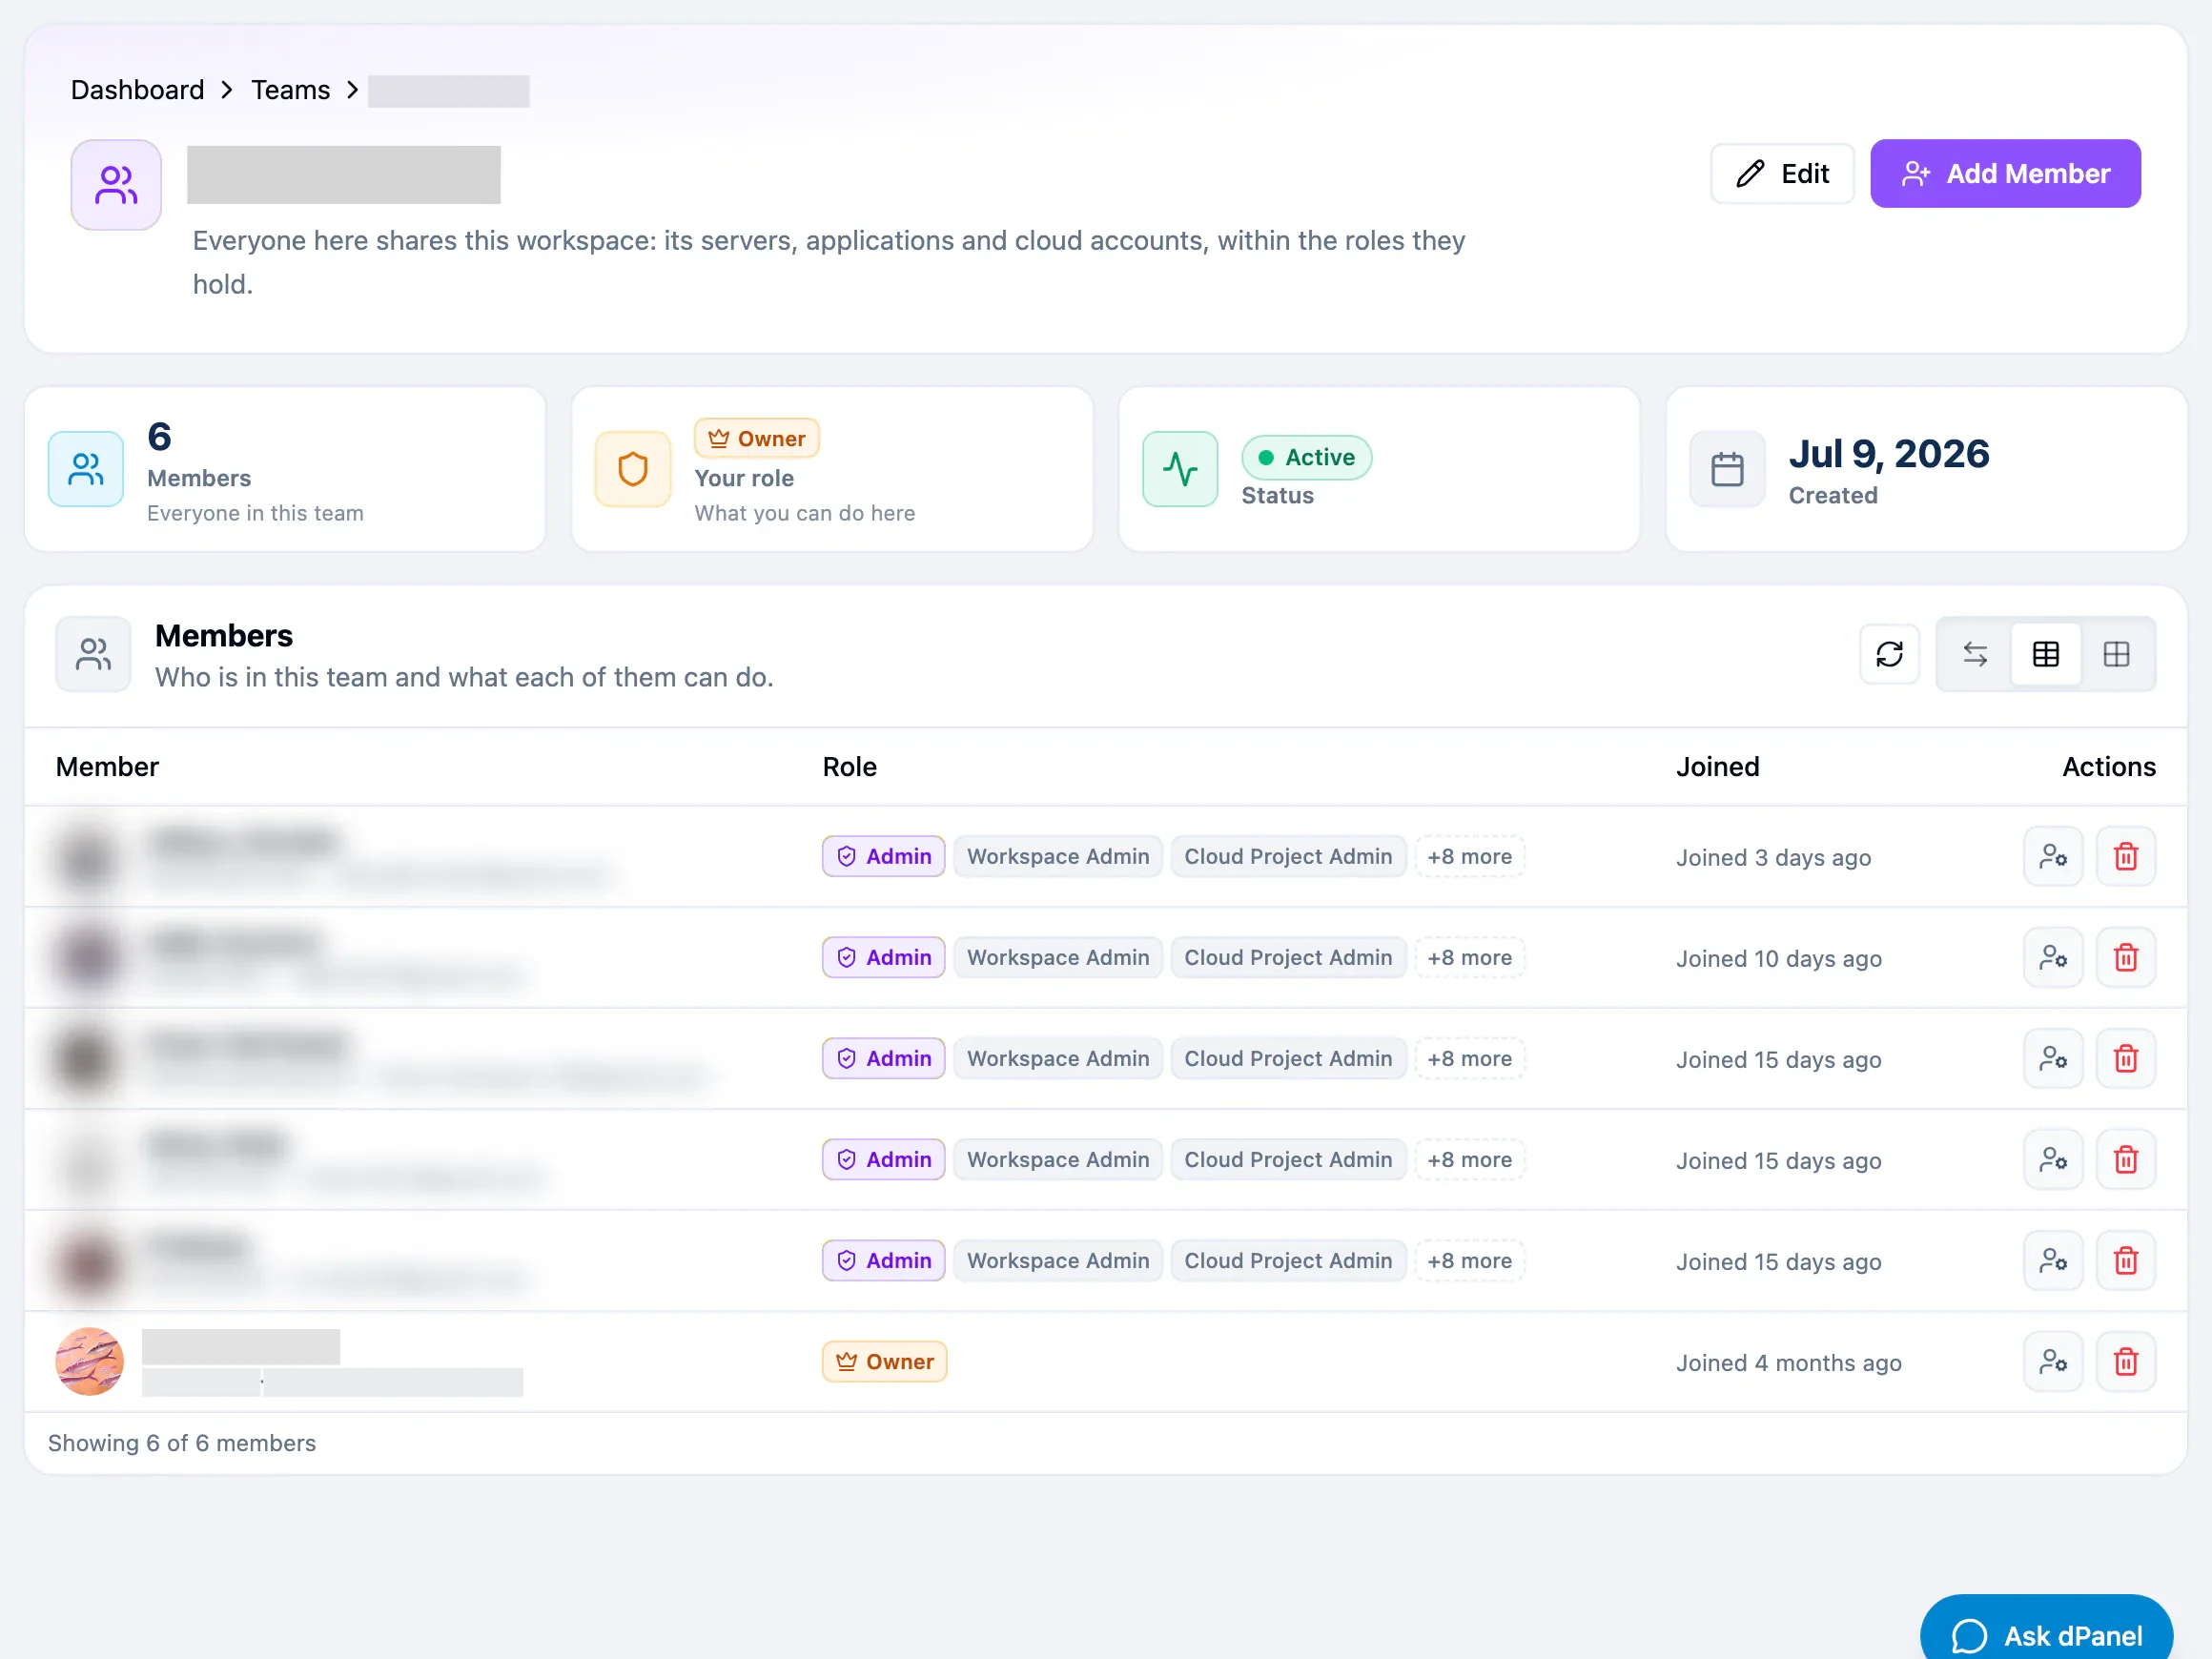 Dashboard > Teams >
Edit
Add Member
Everyone here shares this workspace: its servers, applications and cloud accounts, within the roles they
hold.
6
Members
Everyone in this team
Owner
Your role
What you can do here
Active
Status
Jul 9, 2026
Created
Members
Who is in this team and what each of them can do.
Member Role Joined Actions
Admin Workspace Admin Cloud Project Admin +8 more Joined 3 days ago
Admin Workspace Admin Cloud Project Admin +8 more Joined 10 days ago
Admin Workspace Admin Cloud Project Admin +8 more Joined 15 days ago
Admin Workspace Admin Cloud Project Admin +8 more Joined 15 days ago
Admin Workspace Admin Cloud Project Admin +8 more Joined 15 days ago
Owner Joined 4 months ago
Showing 6 of 6 members
Ask dPanel